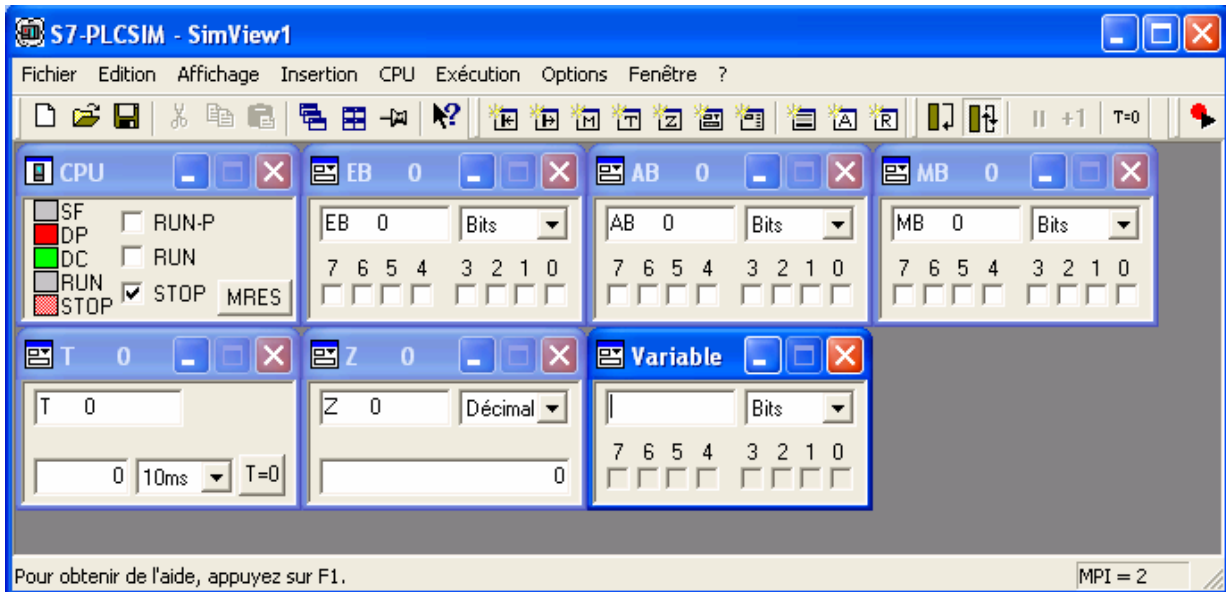 S7-PLCSIM - SimView1
Fichier Edition Affichage Insertion CPU Exécution Options Fenêtre ?
M T Z A R +1 T=0
CPU
SF
DP
DC
RUN
STOP
RUN-P
RUN
STOP
MRES
EB 0
EB 0 Bits
7 6 5 4 3 2 1 0
AB 0
AB 0 Bits
7 6 5 4 3 2 1 0
MB 0
MB 0 Bits
7 6 5 4 3 2 1 0
T 0
T 0
0 10ms T=0
Z 0
Z 0 Décimal
0
Variable
Bits
7 6 5 4 3 2 1 0
Pour obtenir de l'aide, appuyez sur F1.
MPI = 2